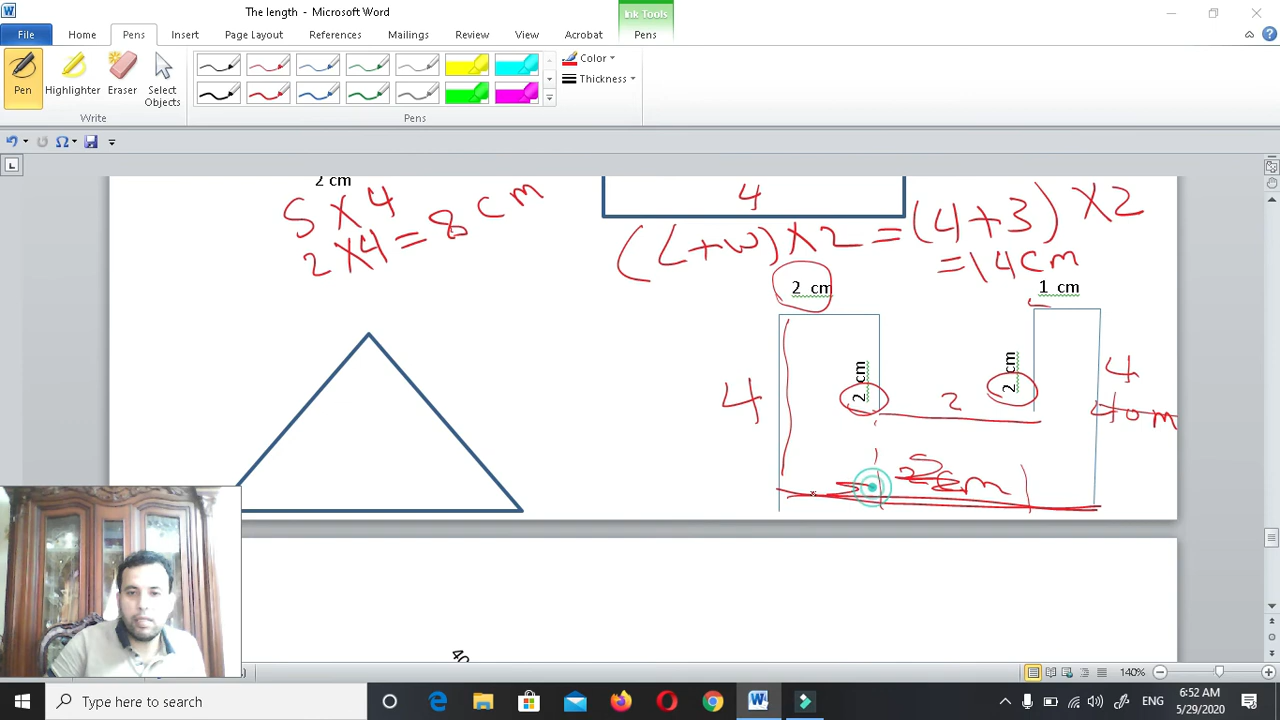 The length - Microsoft Word
Ink Tools
File Home Pens Insert Page Layout References Mailings Review View Acrobat Pens
Pen Highlighter Eraser Select Objects
Color
Thickness
Write
Pens
2 cm
S X 4
2 X 4 = 8 cm
4
(L+W) X 2 = (4+3) X 2
= 14 cm
2 cm
1 cm
2 cm
2 cm
4
4
2
5
cm
45
140%
Type here to search
ENG
6:52 AM
5/29/2020